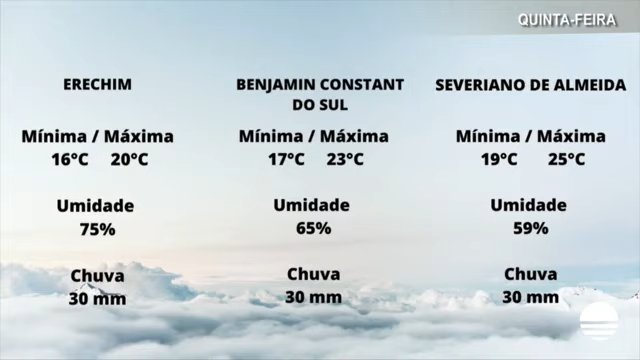 QUINTA-FEIRA
ERECHIM
Mínima / Máxima
16°C 20°C
Umidade
75%
Chuva
30 mm
BENJAMIN CONSTANT
DO SUL
Mínima / Máxima
17°C 23°C
Umidade
65%
Chuva
30 mm
SEVERIANO DE ALMEIDA
Mínima / Máxima
19°C 25°C
Umidade
59%
Chuva
30 mm